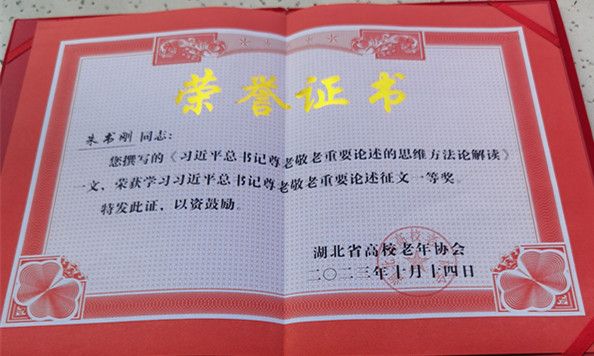 荣誉证书
朱书刚 同志：
您撰写的《习近平总书记尊老敬老重要论述的思维方法论解读》
一文，荣获学习习近平总书记尊老敬老重要论述征文一等奖。
特发此证，以资鼓励。
湖北省高校老年协会
二〇二三年十月十四日